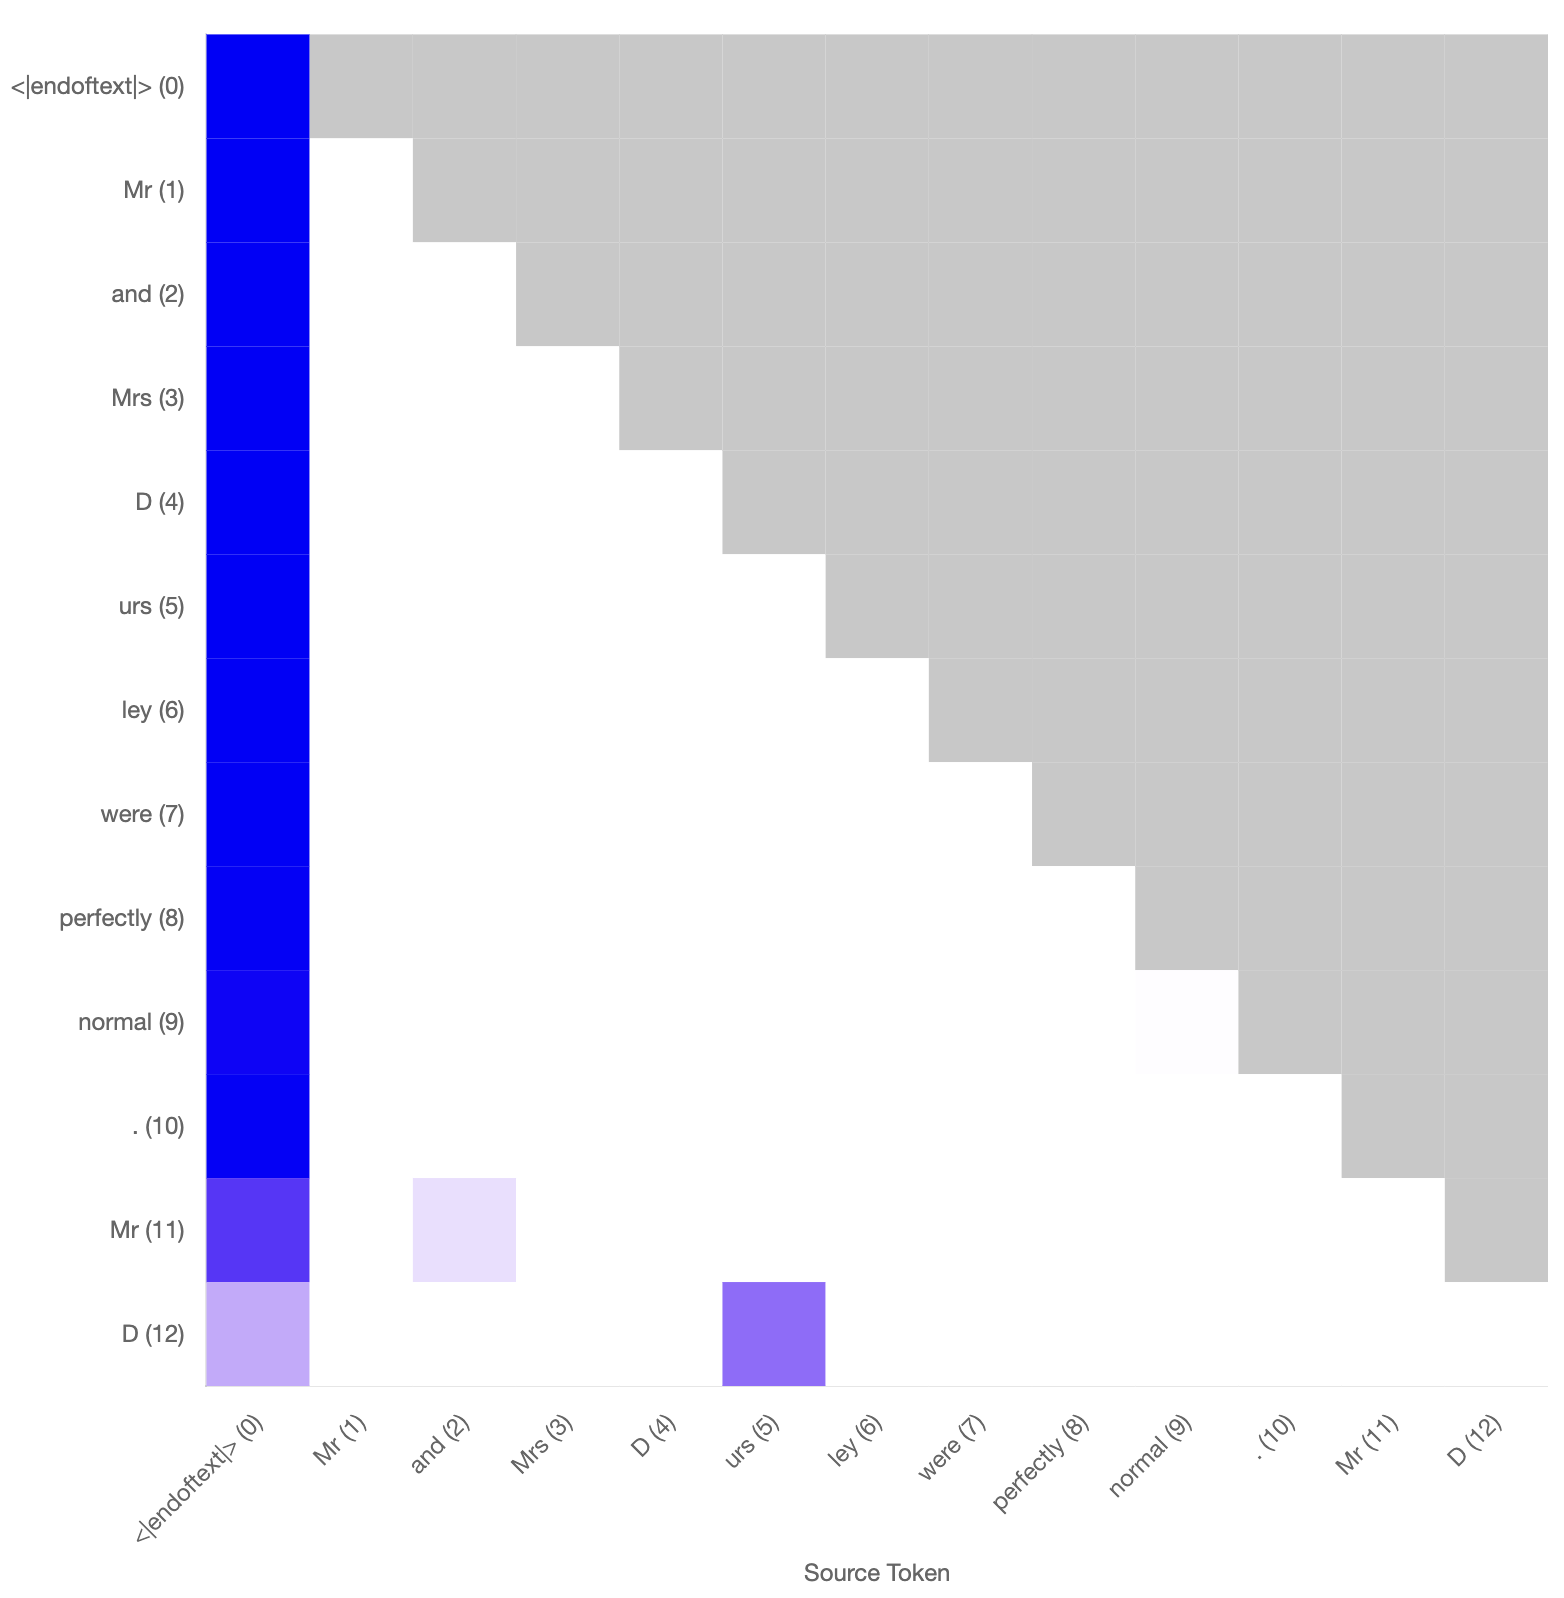 <|endoftext|> (0)
Mr (1)
and (2)
Mrs (3)
D (4)
urs (5)
ley (6)
were (7)
perfectly (8)
normal (9)
. (10)
Mr (11)
D (12)
<|endoftext|> (0)
Mr (1)
and (2)
Mrs (3)
D (4)
urs (5)
ley (6)
were (7)
perfectly (8)
normal (9)
. (10)
Mr (11)
D (12)
Source Token